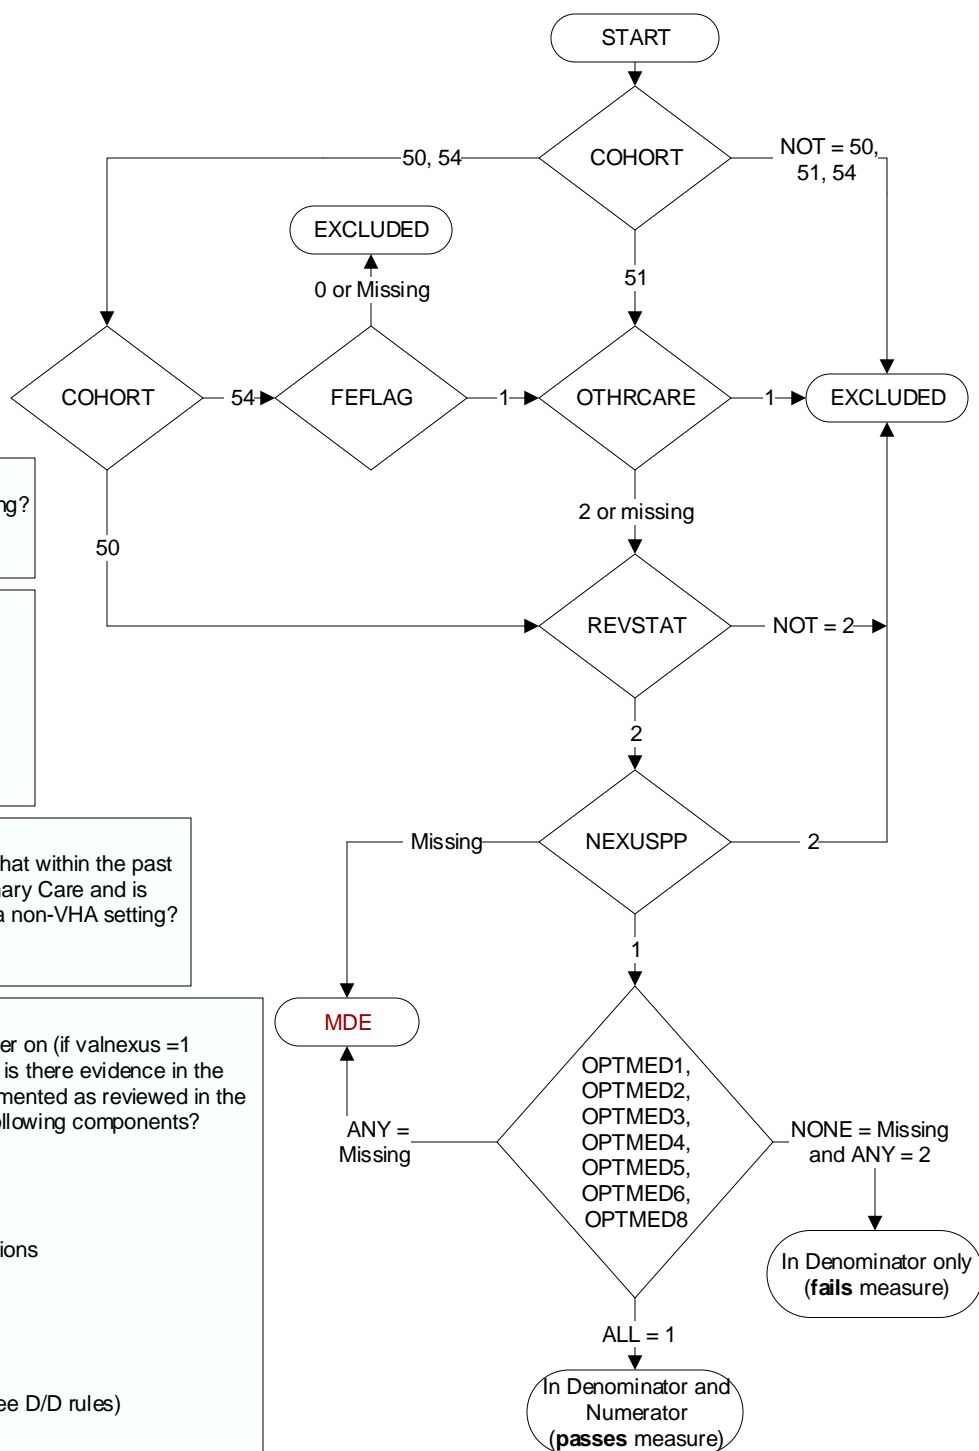 START
COHORT
50, 54
NOT = 50,
51, 54
EXCLUDED
0 or Missing
51
COHORT
54
FEFLAG
1
OTHRCARE
1
EXCLUDED
ng?
2 or missing
50
REVSTAT
NOT = 2
2
hat within the past
nary Care and is
a non-VHA setting?
Missing
NEXUSPP
2
1
MDE
er on (if valnexus =1
is there evidence in the
mented as reviewed in the
ollowing components?
OPTMED1,
OPTMED2,
OPTMED3,
OPTMED4,
OPTMED5,
OPTMED6,
OPTMED8
ANY =
Missing
NONE = Missing
and ANY = 2
tions
In Denominator only
(fails measure)
ALL = 1
ee D/D rules)
In Denominator and
Numerator
(passes measure)